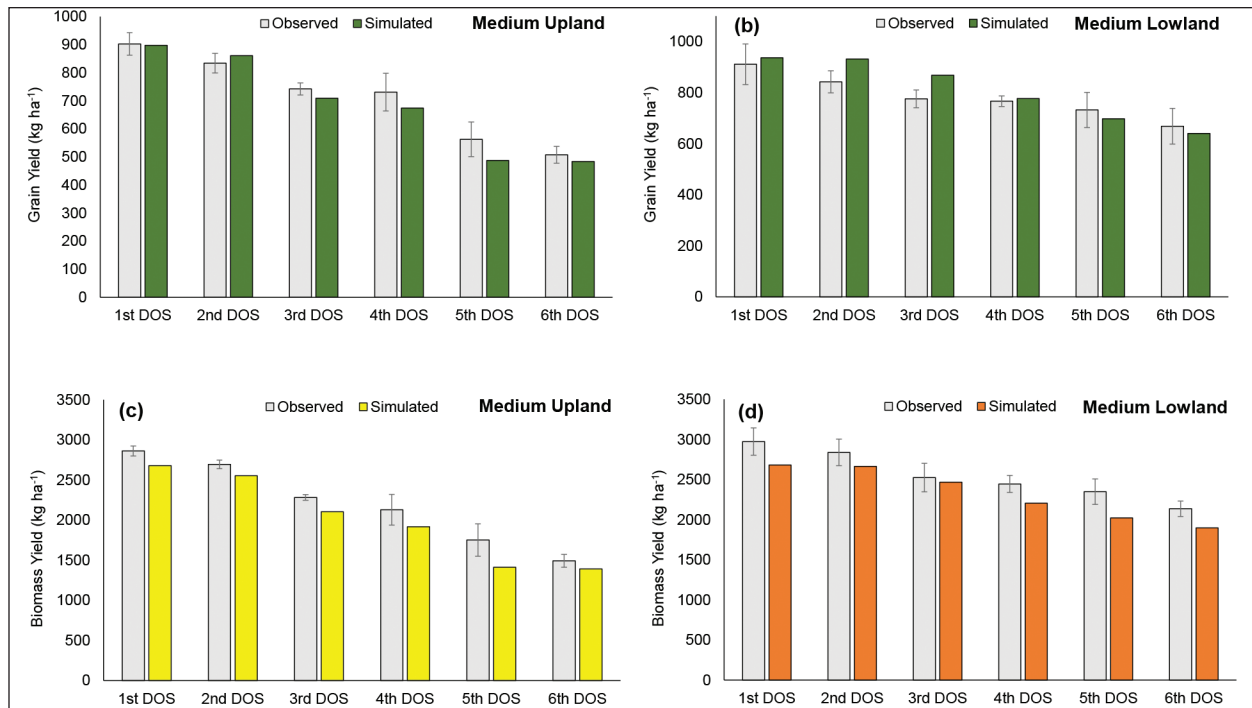 Observed Simulated Medium Upland
Grain Yield (kg ha⁻¹)
1000
900
800
700
600
500
400
300
200
100
0
1st DOS 2nd DOS 3rd DOS 4th DOS 5th DOS 6th DOS
(b) Observed Simulated Medium Lowland
Grain Yield (kg ha⁻¹)
1000
800
600
400
200
0
1st DOS 2nd DOS 3rd DOS 4th DOS 5th DOS 6th DOS
(c) Observed Simulated Medium Upland
Biomass Yield (kg ha⁻¹)
3500
3000
2500
2000
1500
1000
500
0
1st DOS 2nd DOS 3rd DOS 4th DOS 5th DOS 6th DOS
(d) Observed Simulated Medium Lowland
Biomass Yield (kg ha⁻¹)
3500
3000
2500
2000
1500
1000
500
0
1st DOS 2nd DOS 3rd DOS 4th DOS 5th DOS 6th DOS